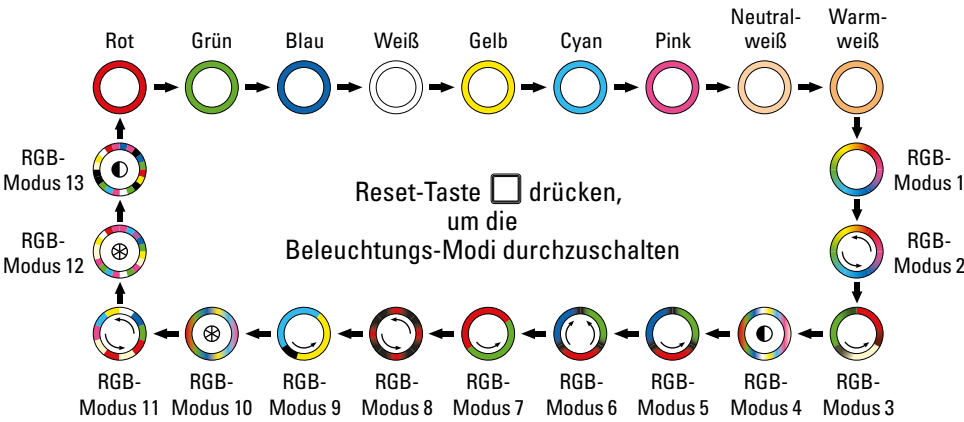 Rot
Grün
Blau
Weiß
Gelb
Cyan
Pink
Neutral-
weiß
Warm-
weiß
RGB-
Modus 1
RGB-
Modus 2
RGB-
Modus 3
RGB-
Modus 4
RGB-
Modus 5
RGB-
Modus 6
RGB-
Modus 7
RGB-
Modus 8
RGB-
Modus 9
RGB-
Modus 10
RGB-
Modus 11
RGB-
Modus 12
RGB-
Modus 13
Reset-Taste drücken,
um die
Beleuchtungs-Modi durchzuschalten